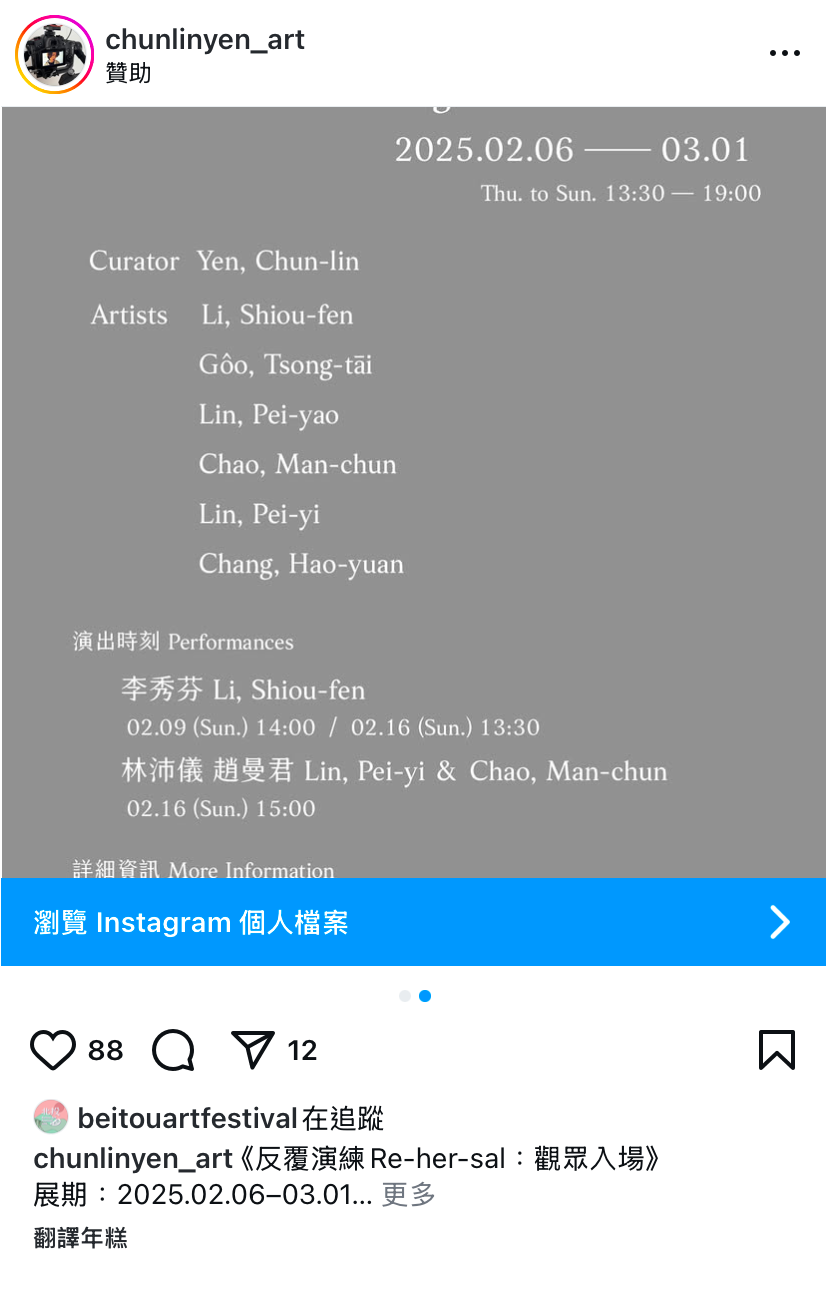 chunlinyen_art
贊助
2025.02.06 —— 03.01
Thu. to Sun. 13:30 — 19:00
Curator Yen, Chun-lin
Artists Li, Shiou-fen
Gôo, Tsong-tāi
Lin, Pei-yao
Chao, Man-chun
Lin, Pei-yi
Chang, Hao-yuan
演出時刻 Performances
李秀芬 Li, Shiou-fen
02.09 (Sun.) 14:00 / 02.16 (Sun.) 13:30
林沛儀 趙曼君 Lin, Pei-yi & Chao, Man-chun
02.16 (Sun.) 15:00
詳細資訊 More Information
瀏覽 Instagram 個人檔案
88 12
beitouartfestival在追蹤
chunlinyen_art《反覆演練Re-her-sal：觀眾入場》
展期：2025.02.06–03.01... 更多
翻譯年糕